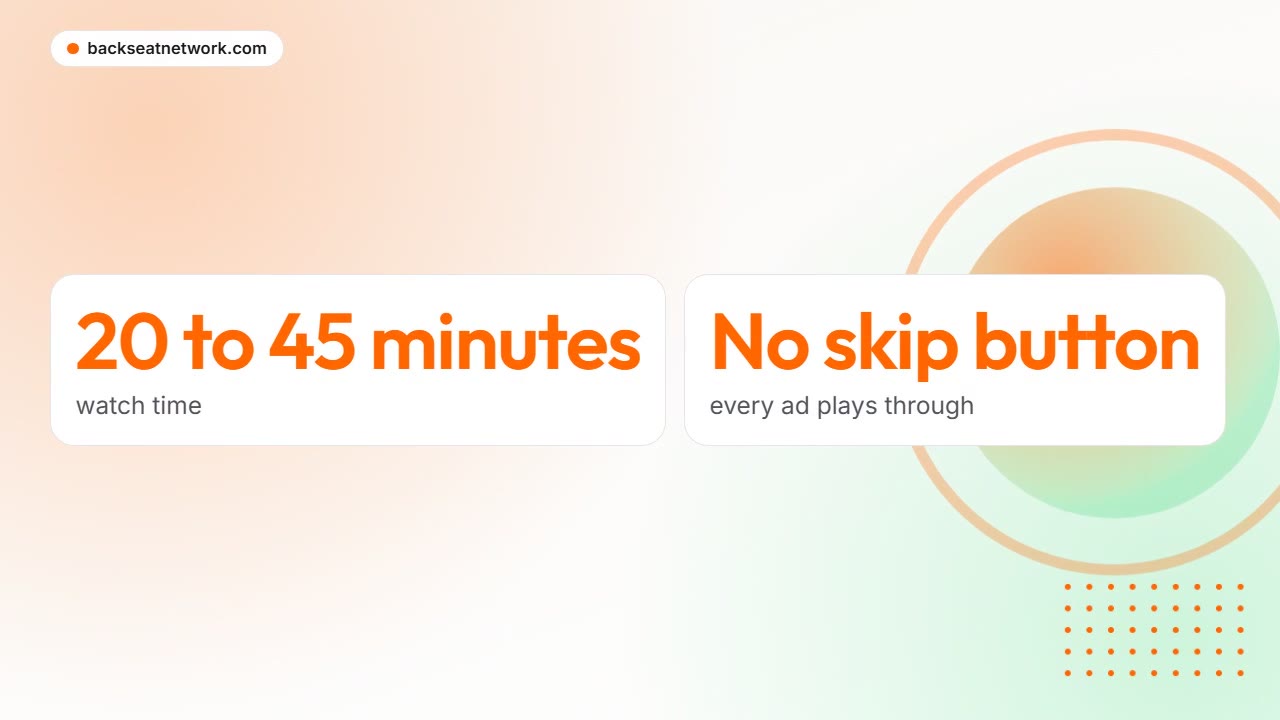 backseatnetwork.com
20 to 45 minutes
watch time
No skip button
every ad plays through